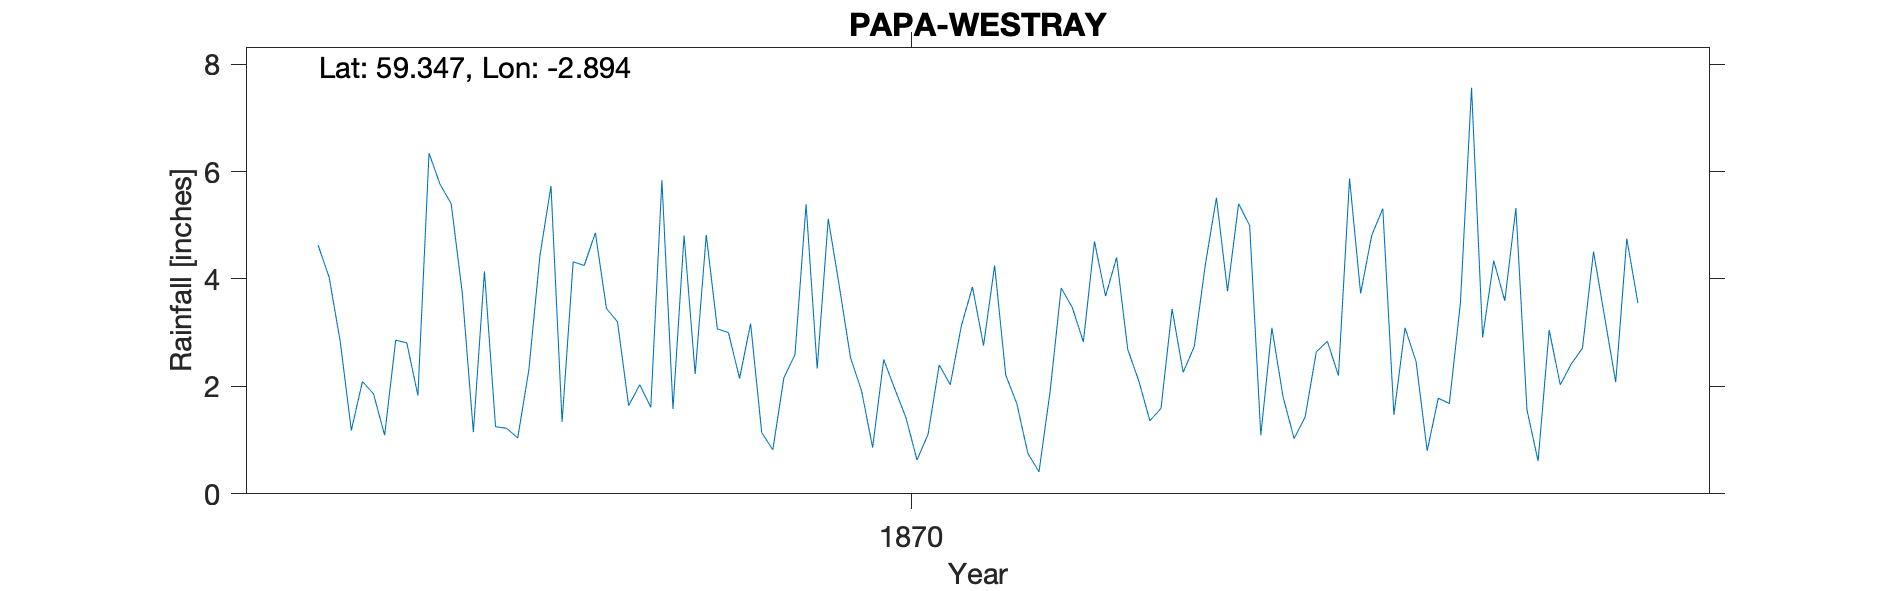 PAPA-WESTRAY
Lat: 59.347, Lon: -2.894
8
6
4
2
0
Rainfall [inches]
1870
Year